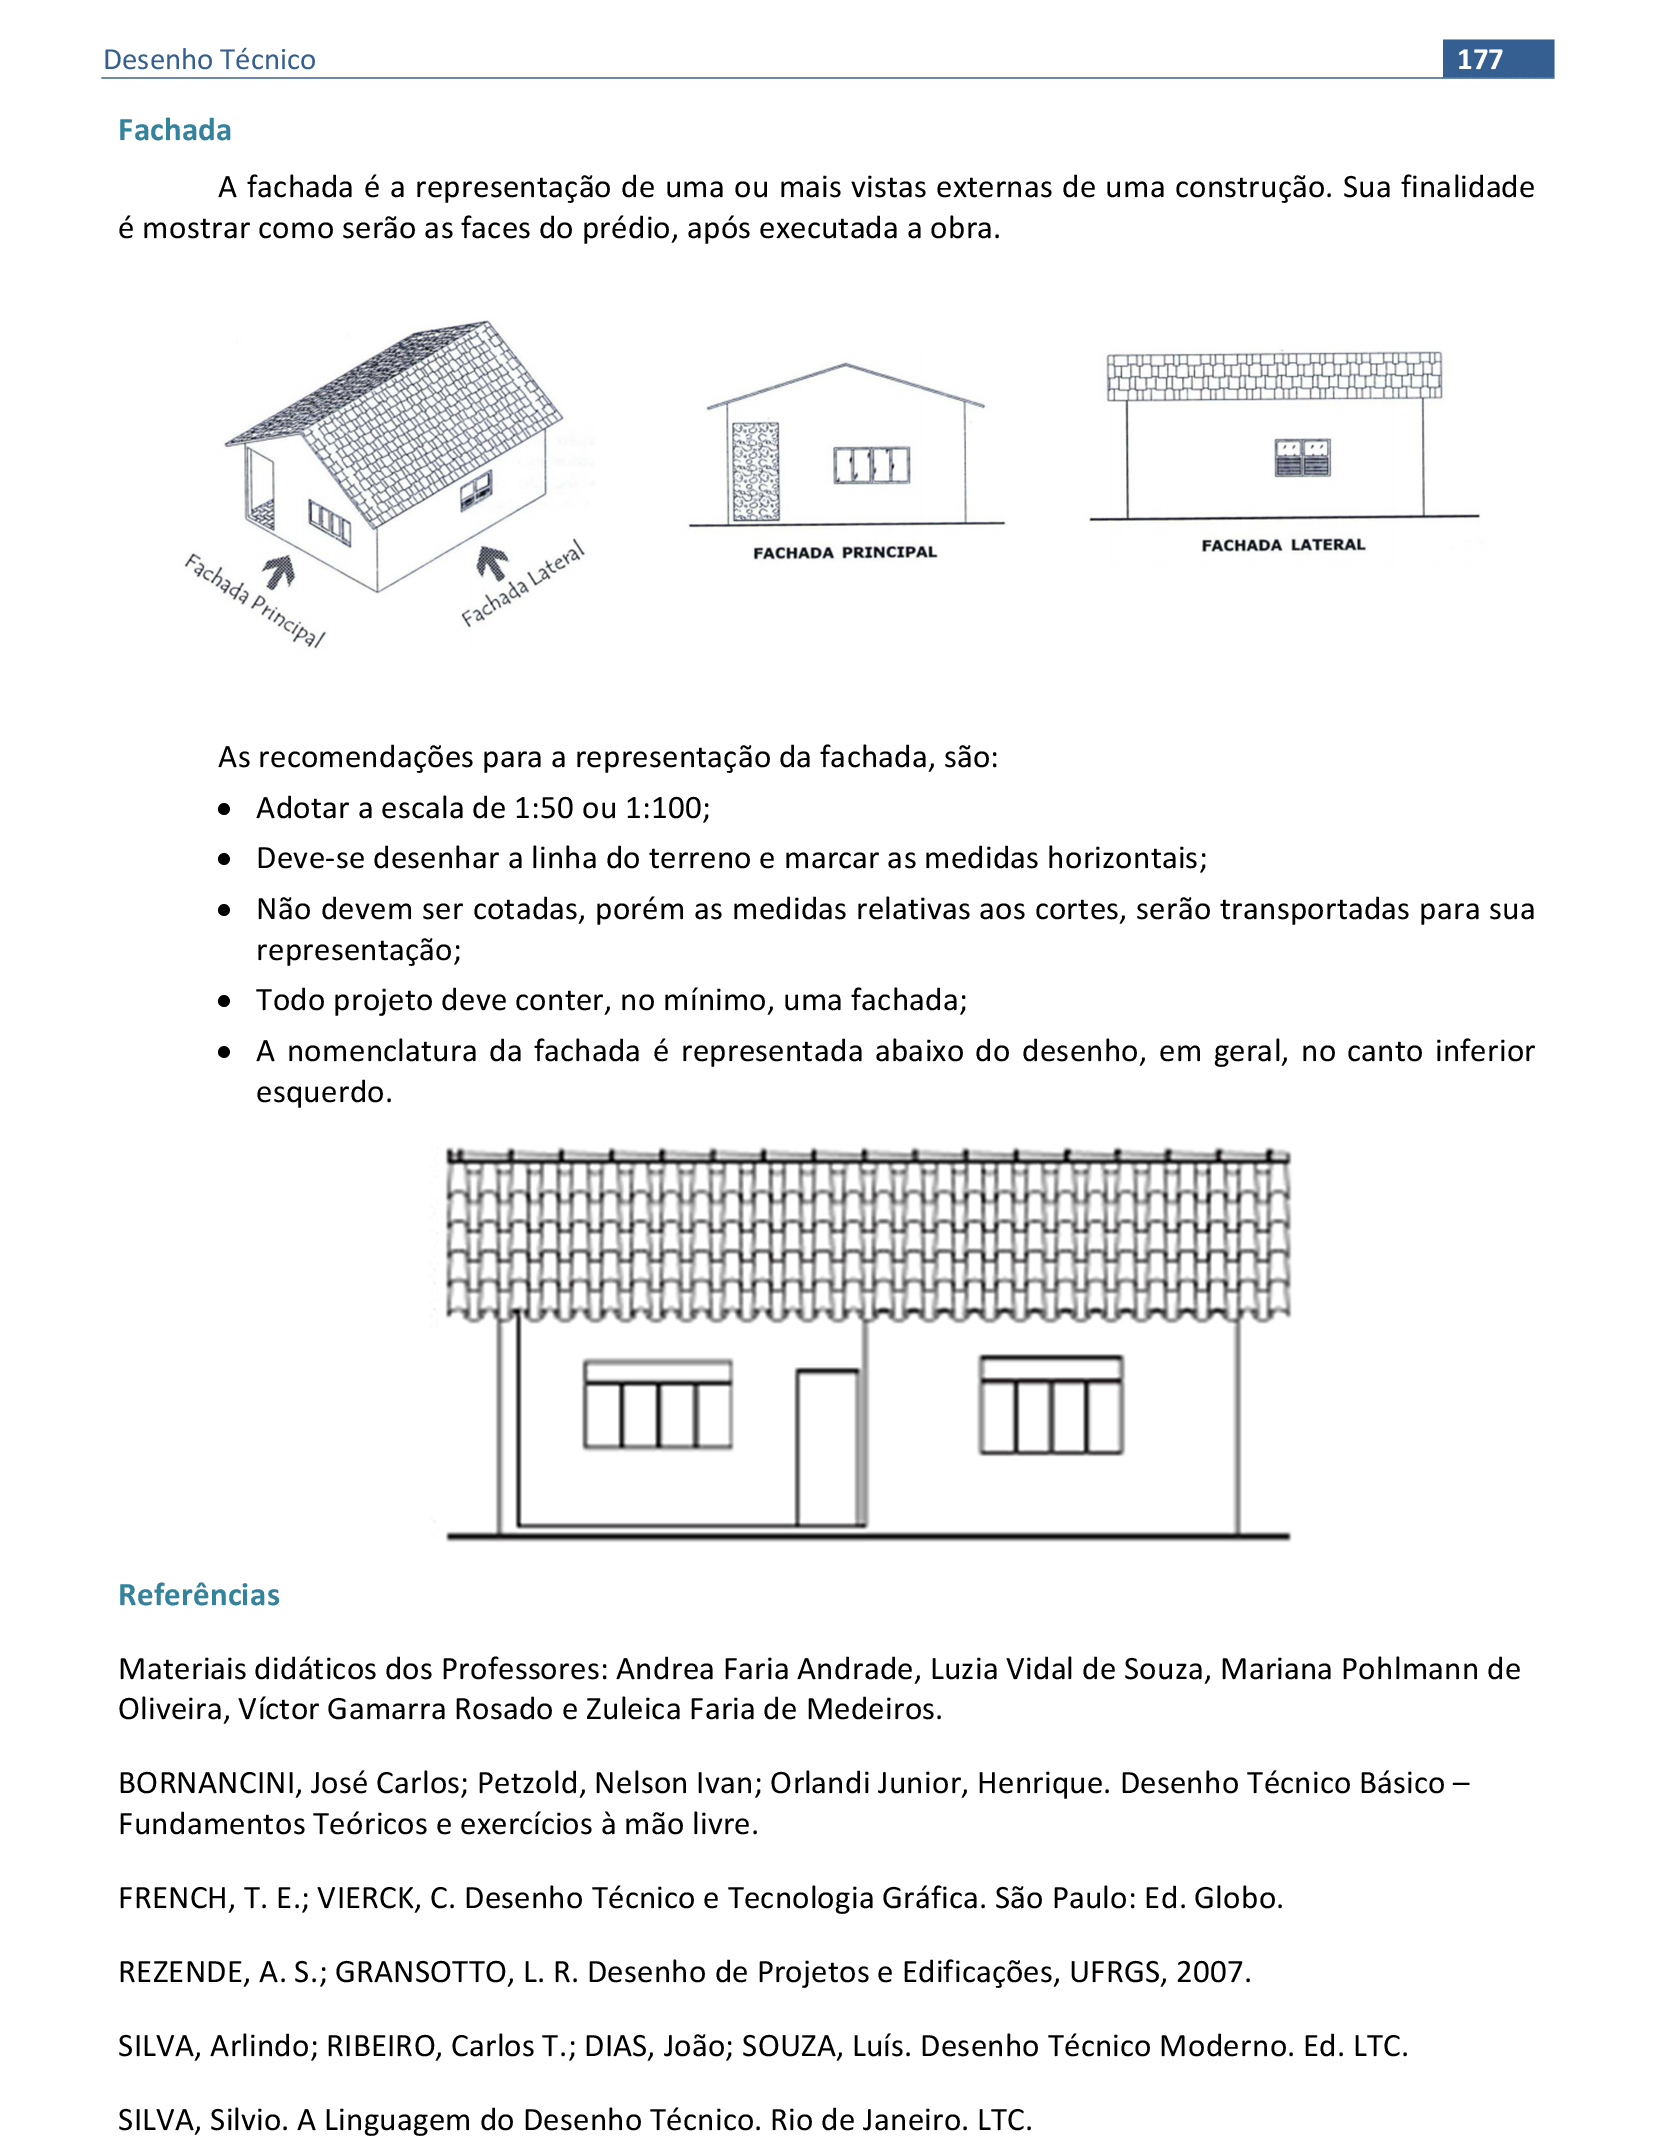 Desenho Técnico 177
Fachada
A fachada é a representação de uma ou mais vistas externas de uma construção. Sua finalidade
é mostrar como serão as faces do prédio, após executada a obra.
Fachada Principal
Fachada Lateral
FACHADA PRINCIPAL
FACHADA LATERAL
As recomendações para a representação da fachada, são:
• Adotar a escala de 1:50 ou 1:100;
• Deve-se desenhar a linha do terreno e marcar as medidas horizontais;
• Não devem ser cotadas, porém as medidas relativas aos cortes, serão transportadas para sua
representação;
• Todo projeto deve conter, no mínimo, uma fachada;
• A nomenclatura da fachada é representada abaixo do desenho, em geral, no canto inferior
esquerdo.
Referências
Materiais didáticos dos Professores: Andrea Faria Andrade, Luzia Vidal de Souza, Mariana Pohlmann de
Oliveira, Víctor Gamarra Rosado e Zuleica Faria de Medeiros.
BORNANCINI, José Carlos; Petzold, Nelson Ivan; Orlandi Junior, Henrique. Desenho Técnico Básico –
Fundamentos Teóricos e exercícios à mão livre.
FRENCH, T. E.; VIERCK, C. Desenho Técnico e Tecnologia Gráfica. São Paulo: Ed. Globo.
REZENDE, A. S.; GRANSOTTO, L. R. Desenho de Projetos e Edificações, UFRGS, 2007.
SILVA, Arlindo; RIBEIRO, Carlos T.; DIAS, João; SOUZA, Luís. Desenho Técnico Moderno. Ed. LTC.
SILVA, Silvio. A Linguagem do Desenho Técnico. Rio de Janeiro. LTC.